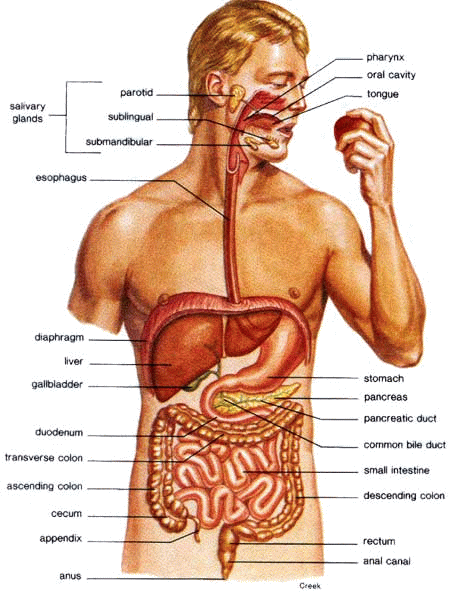 salivary
glands
parotid
sublingual
submandibular
esophagus
pharynx
oral cavity
tongue
diaphragm
liver
gallbladder
duodenum
transverse colon
ascending colon
cecum
appendix
anus
stomach
pancreas
pancreatic duct
common bile duct
small intestine
descending colon
rectum
anal canal
Creek